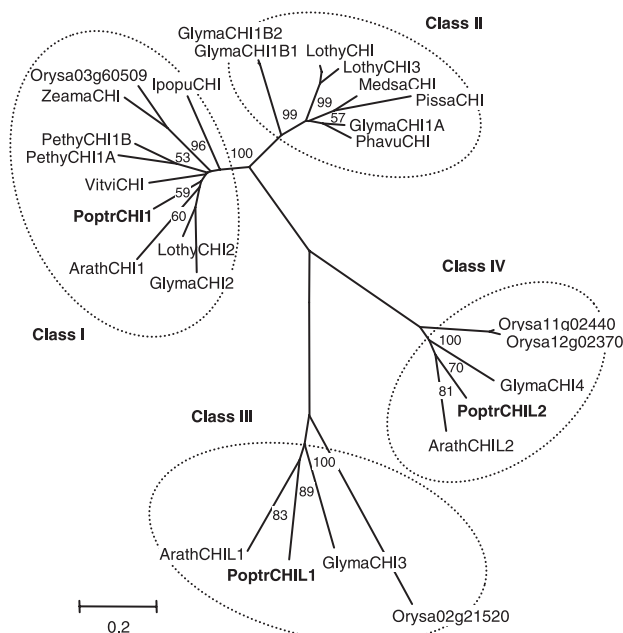 Class II
GlymaCHI1B2
GlymaCHI1B1
LothyCHI
LothyCHI3
MedsaCHI
PissaCHI
99
99
57
GlymaCHI1A
PhavuCHI
Orysa03g60509
IpopuCHI
ZeamaCHI
PethyCHI1B
PethyCHI1A
96
53
100
VitviCHI
59
PoptrCHI1
60
LothyCHI2
ArathCHI1
GlymaCHI2
Class I
Class IV
Orysa11g02440
Orysa12g02370
100
70
GlymaCHI4
81
PoptrCHIL2
ArathCHIL2
Class III
100
89
83
ArathCHIL1
GlymaCHI3
PoptrCHIL1
Orysa02g21520
0.2